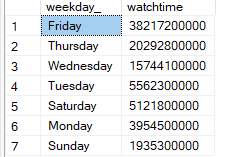 weekday_ watchtime
1 Friday 38217200000
2 Thursday 20292800000
3 Wednesday 15744100000
4 Tuesday 5562300000
5 Saturday 5121800000
6 Monday 3954500000
7 Sunday 1935300000